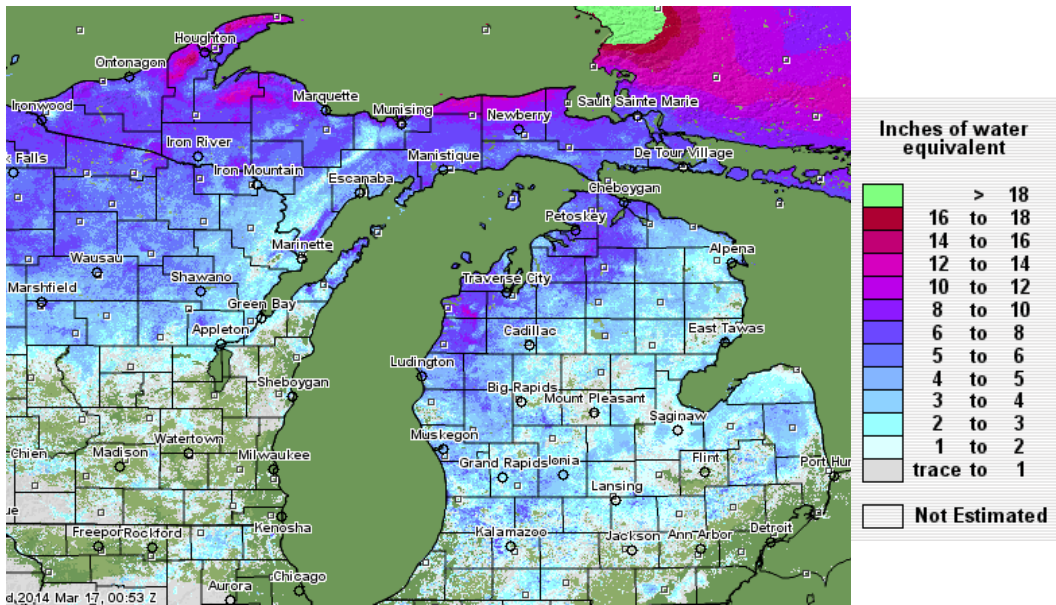 Houghton
Ontonagon
Ironwood
Marquette
Munising
Newberry
Sault Sainte Marie
Iron River
x Falls
Manistique
De Tour Village
Iron Mountain
Escanaba
Cheboygan
Petoskey
Marinette
Alpena
Wausau
Shawano
Traverse City
Marshfield
Green Bay
Appleton
Cadillac
East Tawas
Ludington
Sheboygan
Big Rapids
Mount Pleasant
Saginaw
Muskegon
Watertown
Chien
Madison
Milwaukee
Grand Rapids
Ionia
Flint
Port Hur
Lansing
ue
Kenosha
Freepor
Rockford
Kalamazoo
Jackson
Ann Arbor
Detroit
Aurora
Chicago
d,2014 Mar 17, 00:53 Z
Inches of water
equivalent
> 18
16 to 18
14 to 16
12 to 14
10 to 12
8 to 10
6 to 8
5 to 6
4 to 5
3 to 4
2 to 3
1 to 2
trace to 1
Not Estimated